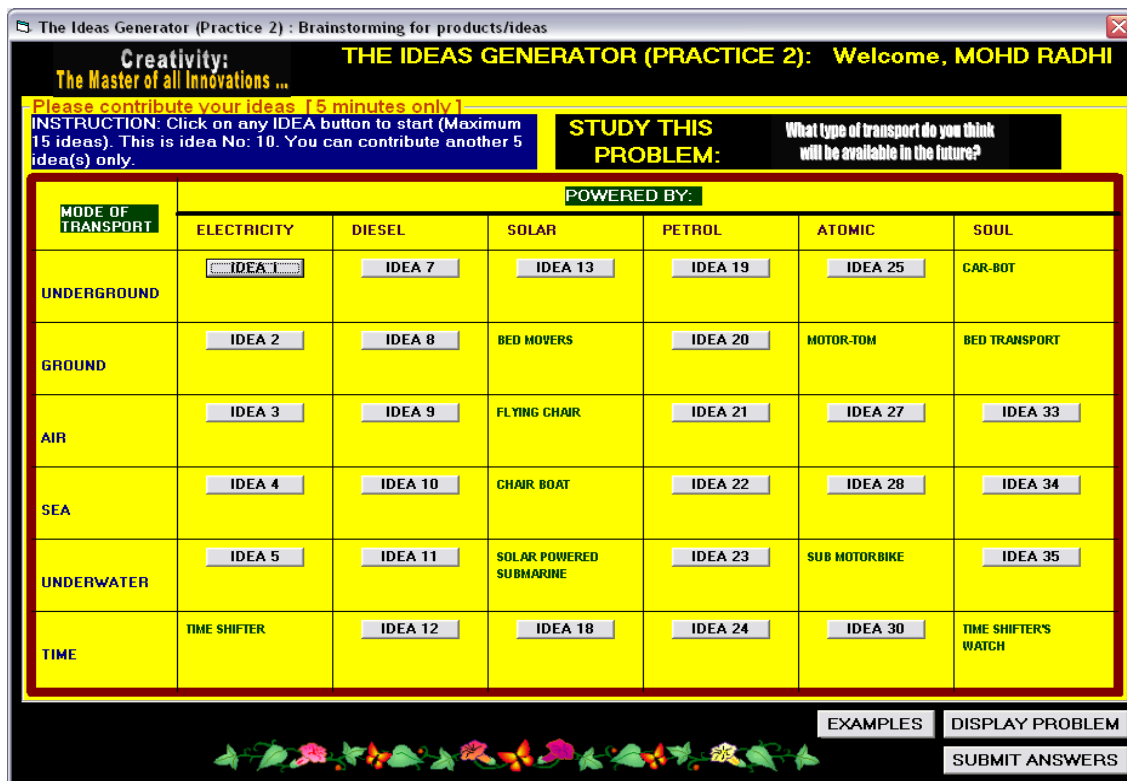 The Ideas Generator (Practice 2) : Brainstorming for products/ideas
Creativity:
The Master of all Innovations ...
THE IDEAS GENERATOR (PRACTICE 2): Welcome, MOHD RADHI
Please contribute your ideas [ 5 minutes only ]
INSTRUCTION: Click on any IDEA button to start (Maximum
15 ideas). This is idea No: 10. You can contribute another 5
idea(s) only.
STUDY THIS
PROBLEM:
What type of transport do you think
will be available in the future?
MODE OF
TRANSPORT
POWERED BY:
ELECTRICITY DIESEL SOLAR PETROL ATOMIC SOUL
UNDERGROUND
IDEA 1 IDEA 7 IDEA 13 IDEA 19 IDEA 25 CAR-BOT
GROUND
IDEA 2 IDEA 8 BED MOVERS IDEA 20 MOTOR-TOM BED TRANSPORT
AIR
IDEA 3 IDEA 9 FLYING CHAIR IDEA 21 IDEA 27 IDEA 33
SEA
IDEA 4 IDEA 10 CHAIR BOAT IDEA 22 IDEA 28 IDEA 34
UNDERWATER
IDEA 5 IDEA 11 SOLAR POWERED IDEA 23 SUB MOTORBIKE IDEA 35
SUBMARINE
TIME
TIME SHIFTER IDEA 12 IDEA 18 IDEA 24 IDEA 30 TIME SHIFTER'S
WATCH
EXAMPLES DISPLAY PROBLEM
SUBMIT ANSWERS